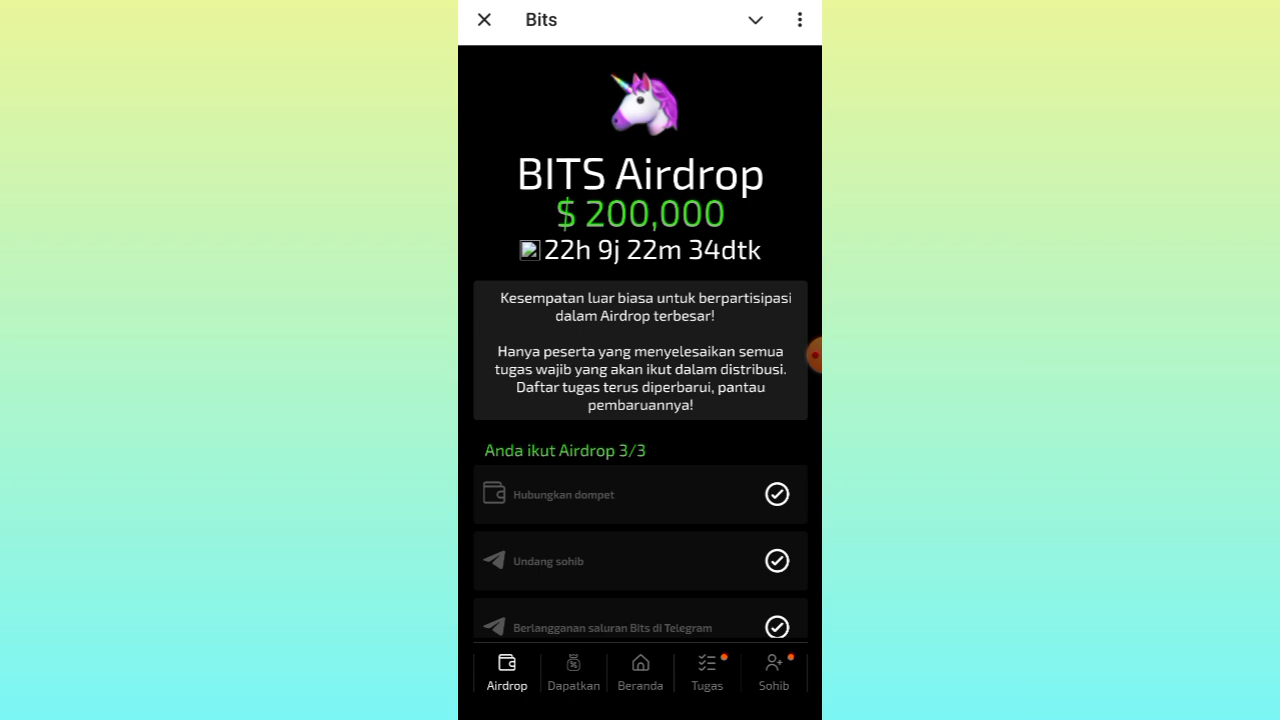 Bits
BITS Airdrop
$ 200,000
22h 9j 22m 34dtk
Kesempatan luar biasa untuk berpartisipasi
dalam Airdrop terbesar!
Hanya peserta yang menyelesaikan semua
tugas wajib yang akan ikut dalam distribusi.
Daftar tugas terus diperbarui, pantau
pembaruannya!
Anda ikut Airdrop 3/3
Hubungkan dompet
Undang sohib
Berlangganan saluran Bits di Telegram
Airdrop Dapatkan Beranda Tugas Sohib